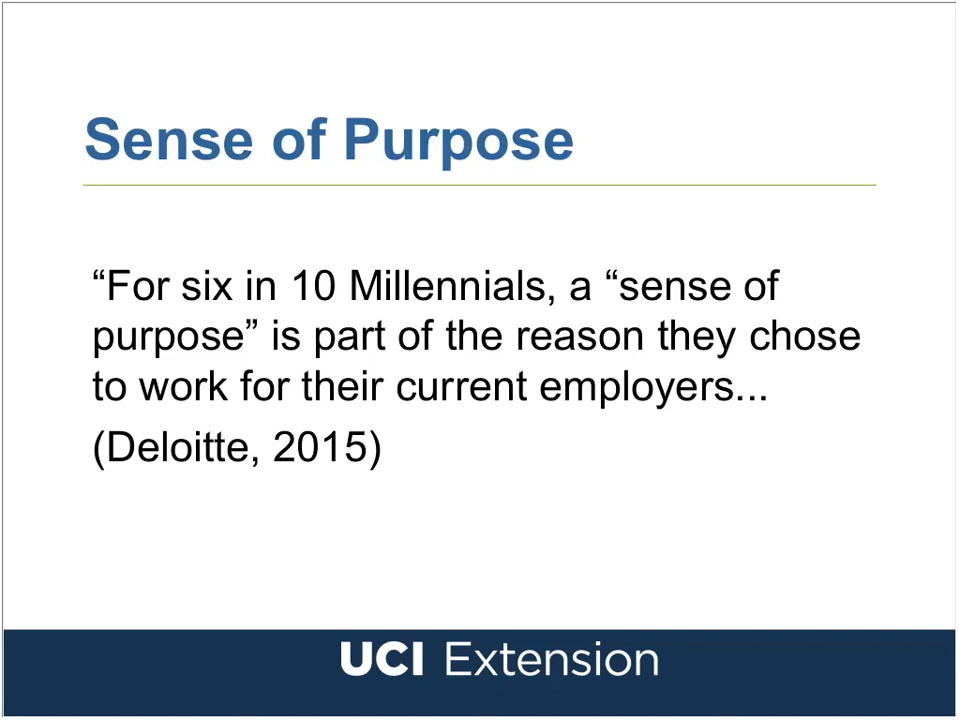 Sense of Purpose
“For six in 10 Millennials, a “sense of
purpose” is part of the reason they chose
to work for their current employers...
(Deloitte, 2015)
UCI Extension